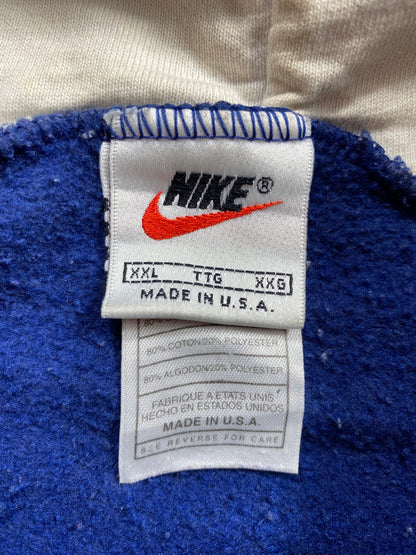 NIKE®
XXL TTG XXG
MADE IN U.S.A.
80% COTTON/20% POLYESTER
80% ALGODON/20% POLYESTER
FABRIQUE A ETATS UNIS
HECHO EN ESTADOS UNIDOS
MADE IN U.S.A.
SEE REVERSE FOR CARE